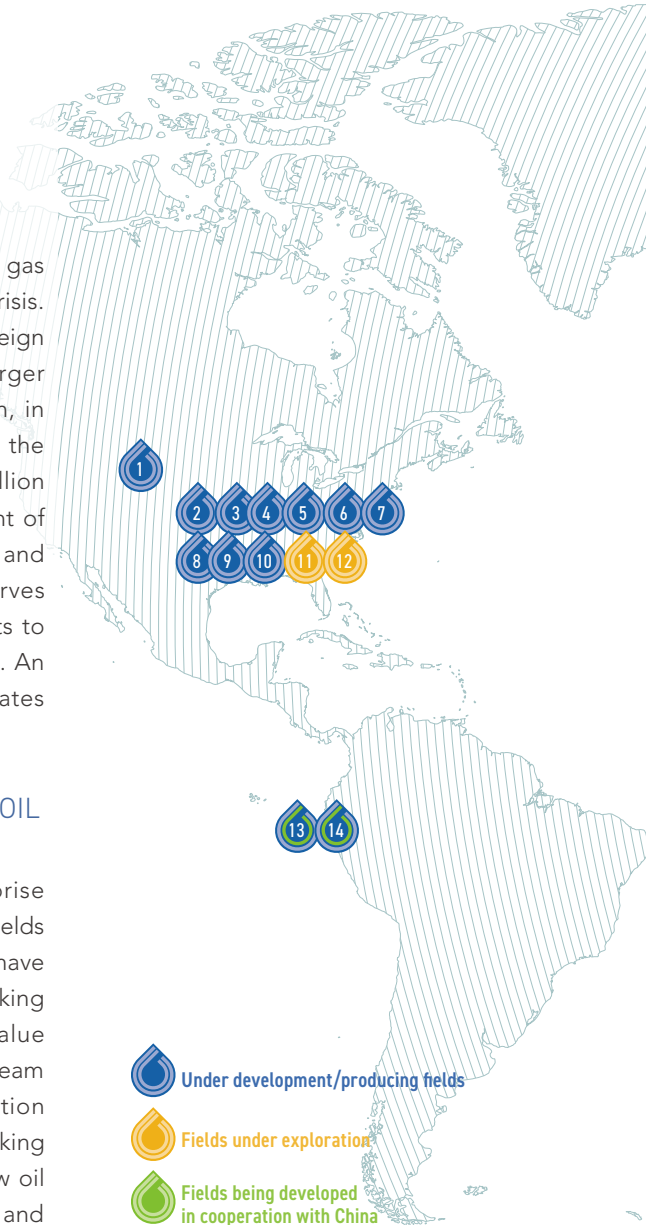 gas
risis.
eign
rger
n, in
the
llion
nt of
and
rves
ts to
. An
ates
OIL
orise
elds
have
king
alue
eam
tion
king
w oil
and
1
2 3 4 5 6 7
8 9 10 11 12
13 14
Under development/producing fields
Fields under exploration
Fields being developed
in cooperation with China